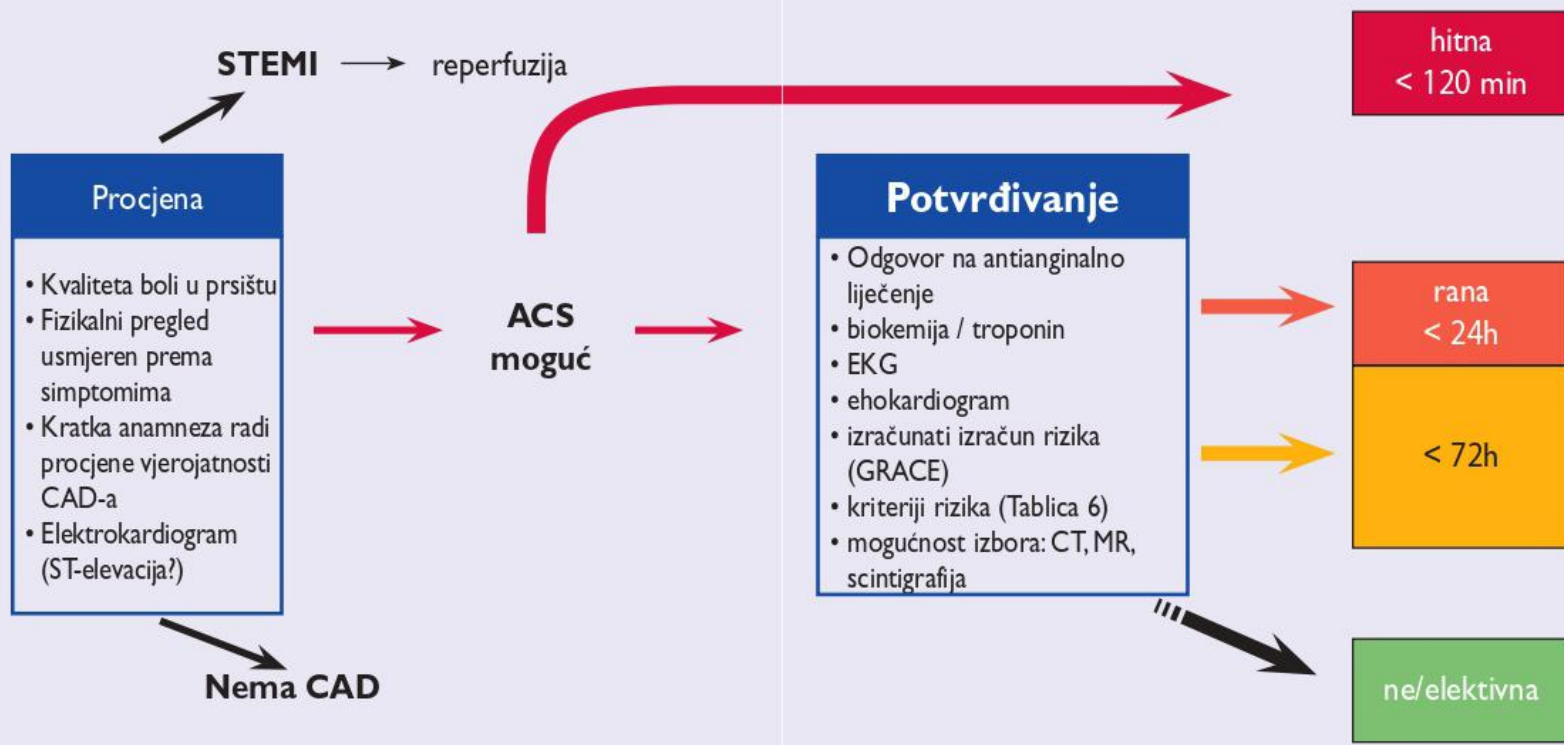 STEMI
reperfuzija
Procjena
• Kvaliteta boli u prsištu
• Fizikalni pregled
usmjeren prema
simptomima
• Kratka anamneza radi
procjene vjerojatnosti
CAD-a
• Elektrokardiogram
(ST-elevacija?)
Nema CAD
ACS
moguć
Potvrđivanje
• Odgovor na antianginalno
liječenje
• biokemija / troponin
• EKG
• ehokardiogram
• izračunati izračun rizika
(GRACE)
• kriteriji rizika (Tablica 6)
• mogućnost izbora: CT, MR,
scintigrafija
hitna
< 120 min
rana
< 24h
< 72h
ne/elektivna